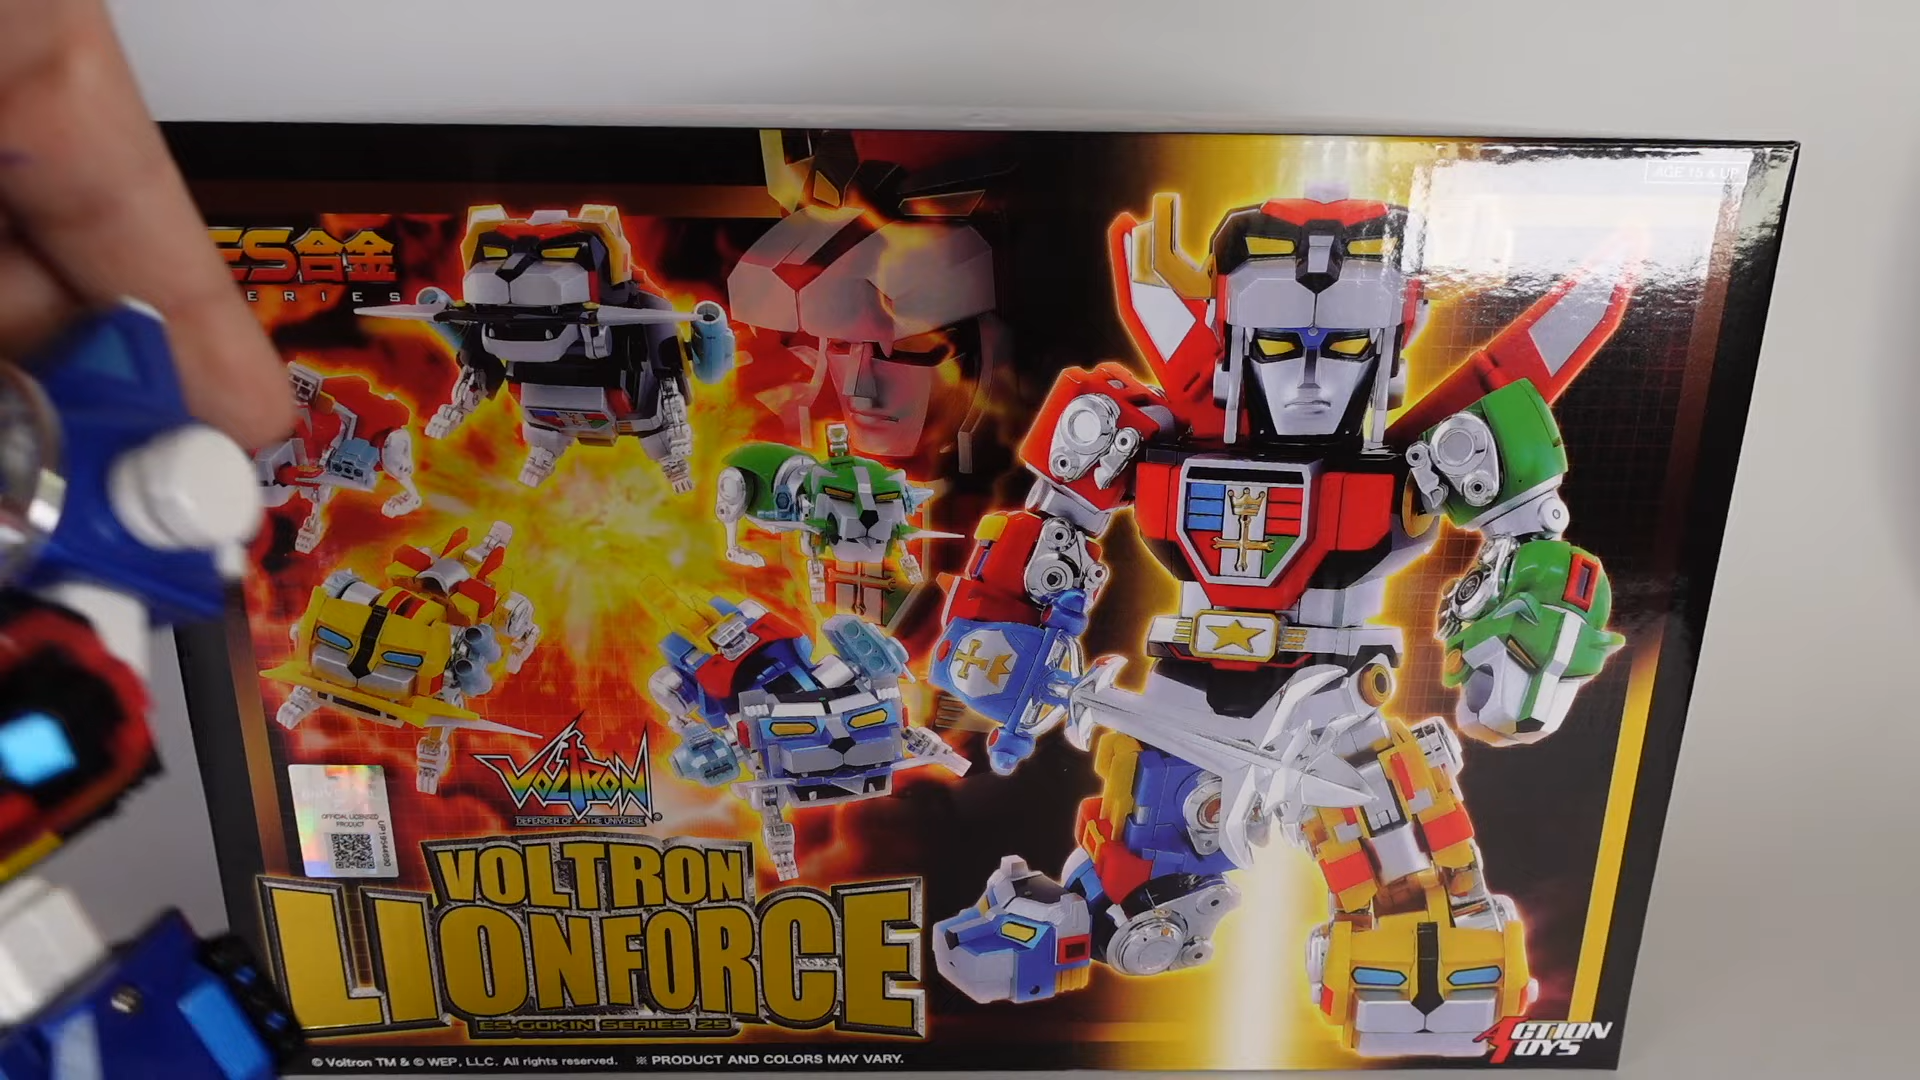 AGE 15 & UP
ES合金
SERIES
VOLTRON
DEFENDER OF THE UNIVERSE
OFFICIAL LICENSED
PRODUCT
VOLTRON
LIONFORCE
ES-GOKIN SERIES 25
© Voltron TM & © WEP, LLC. All rights reserved. ※ PRODUCT AND COLORS MAY VARY.
ACTION
TOYS